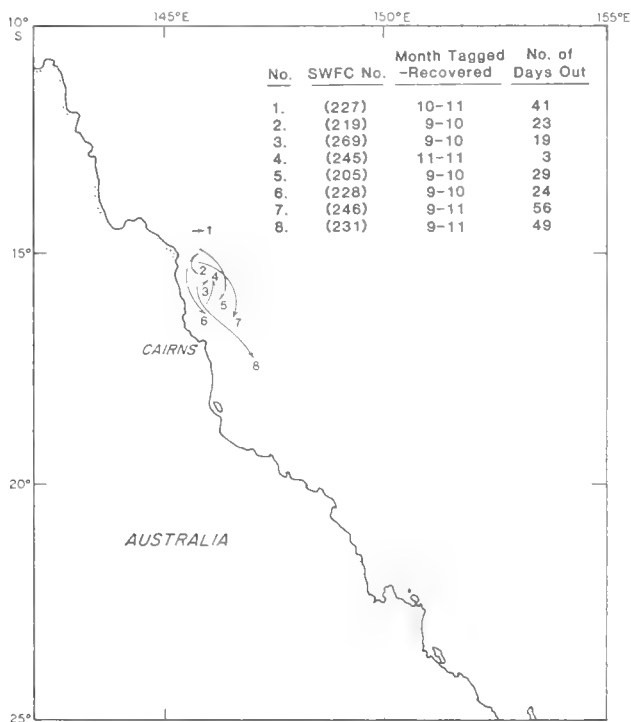 145°E 150°E 155°E
10°
S
Month Tagged No. of
No. SWFC No. -Recovered Days Out
1. (227) 10-11 41
2. (219) 9-10 23
3. (269) 9-10 19
4. (245) 11-11 3
5. (205) 9-10 29
6. (228) 9-10 24
7. (246) 9-11 56
8. (231) 9-11 49
1
15°
2 4
3
5
6 7
CAIRNS
8
20°
AUSTRALIA
25°